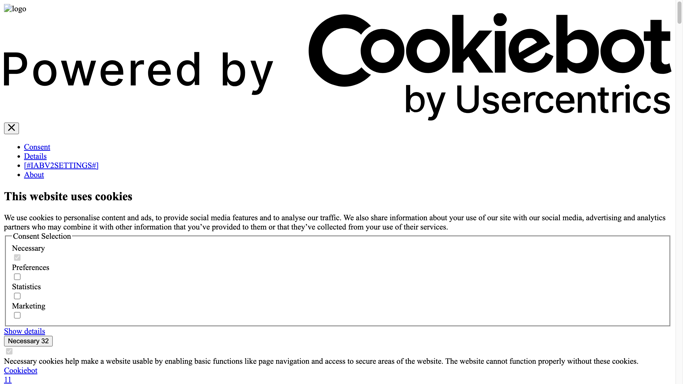 logo
Powered by Cookiebot
by Usercentrics
Consent
Details
[#IABV2SETTINGS#]
About
This website uses cookies
We use cookies to personalise content and ads, to provide social media features and to analyse our traffic. We also share information about your use of our site with our social media, advertising and analytics
partners who may combine it with other information that you've provided to them or that they've collected from your use of their services.
Consent Selection
Necessary
Preferences
Statistics
Marketing
Show details
Necessary 32
Necessary cookies help make a website usable by enabling basic functions like page navigation and access to secure areas of the website. The website cannot function properly without these cookies.
Cookiebot
11